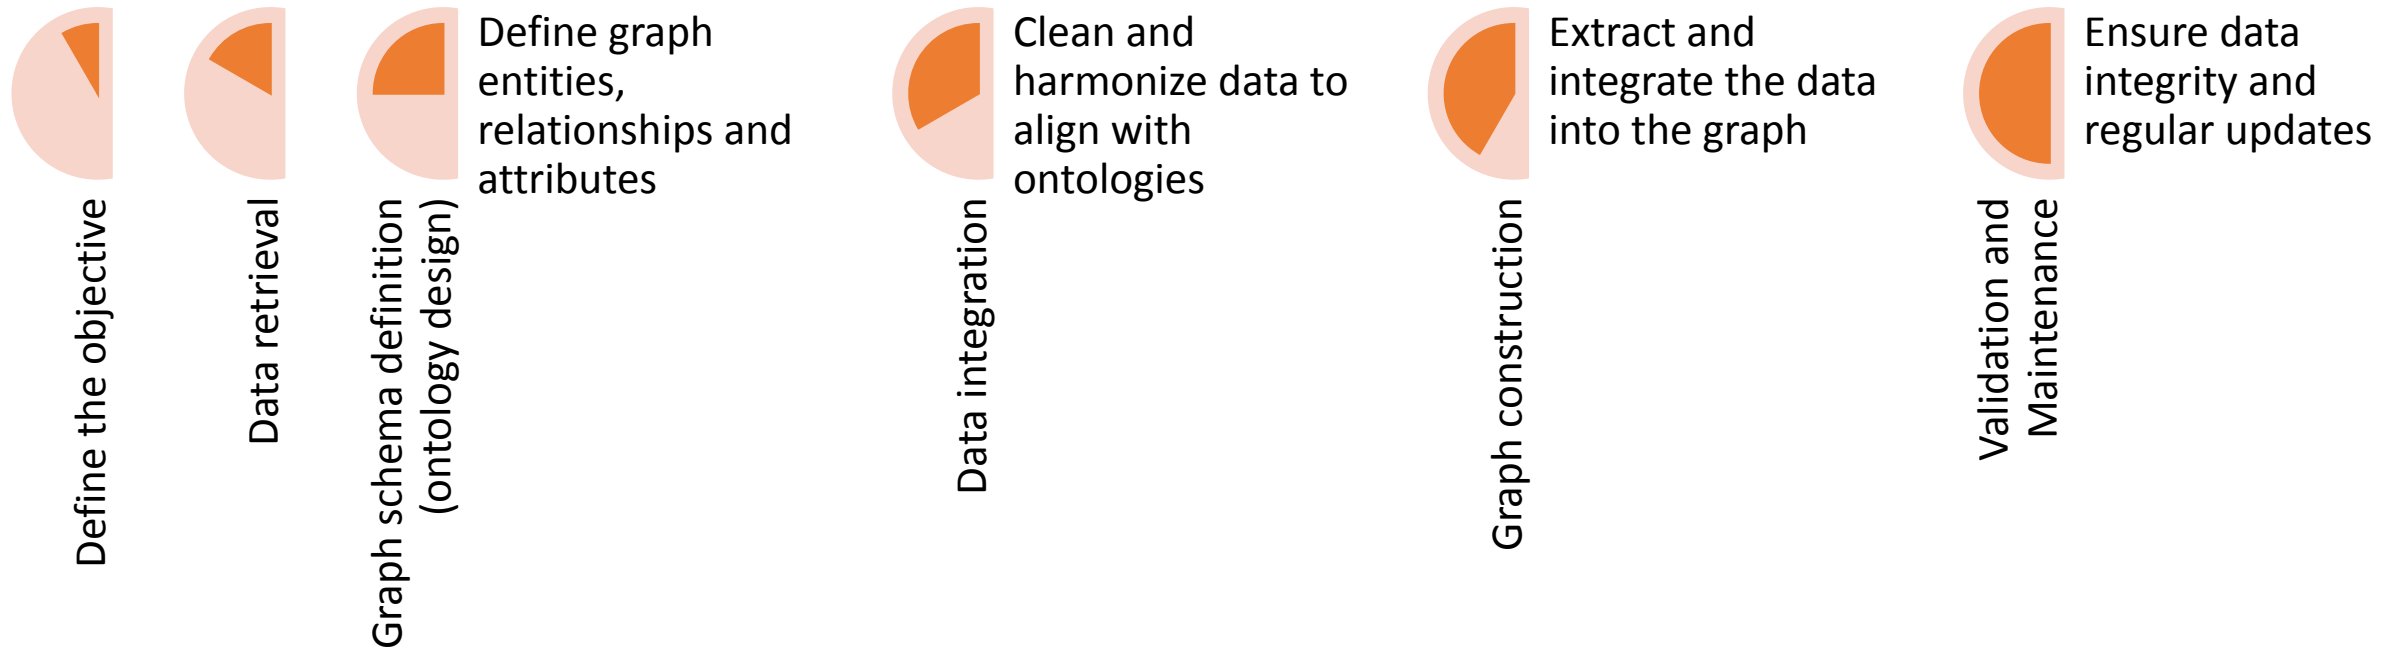 Define the objective
Data retrieval
Graph schema definition
(ontology design)
Define graph
entities,
relationships and
attributes
Data integration
Clean and
harmonize data to
align with
ontologies
Graph construction
Extract and
integrate the data
into the graph
Validation and
Maintenance
Ensure data
integrity and
regular updates